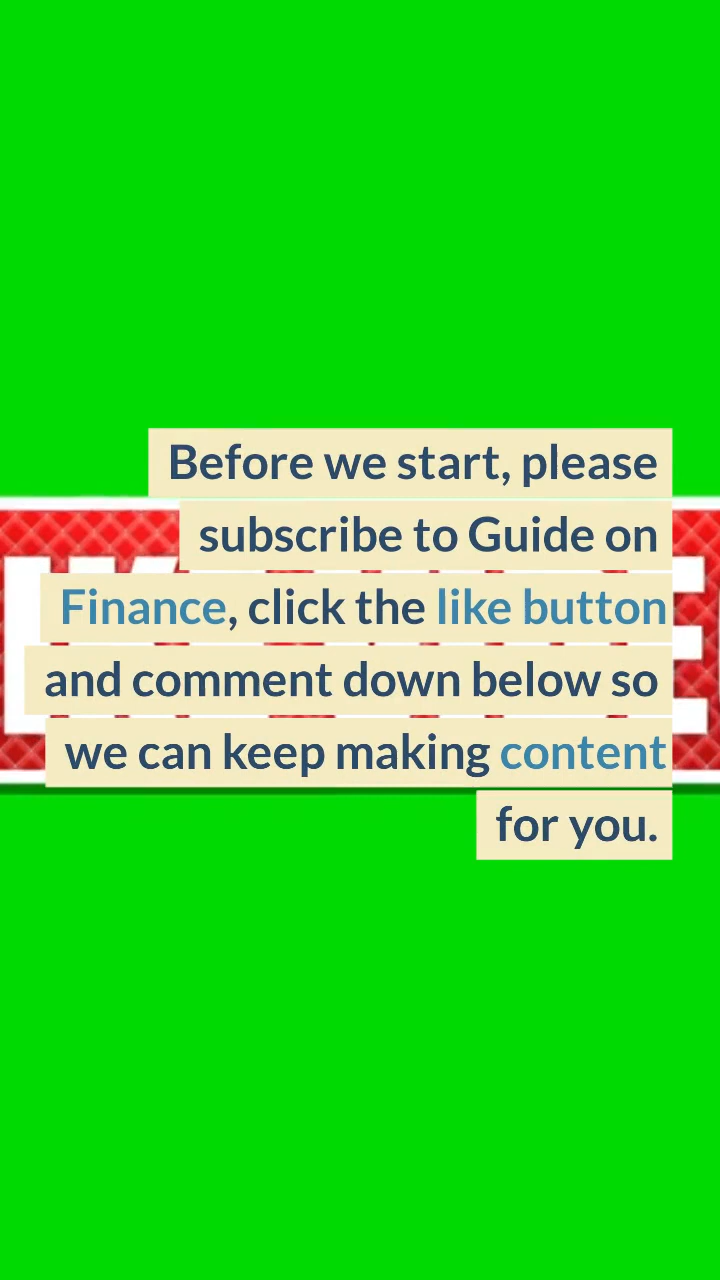 Before we start, please
subscribe to Guide on
Finance, click the like button
and comment down below so
we can keep making content
for you.